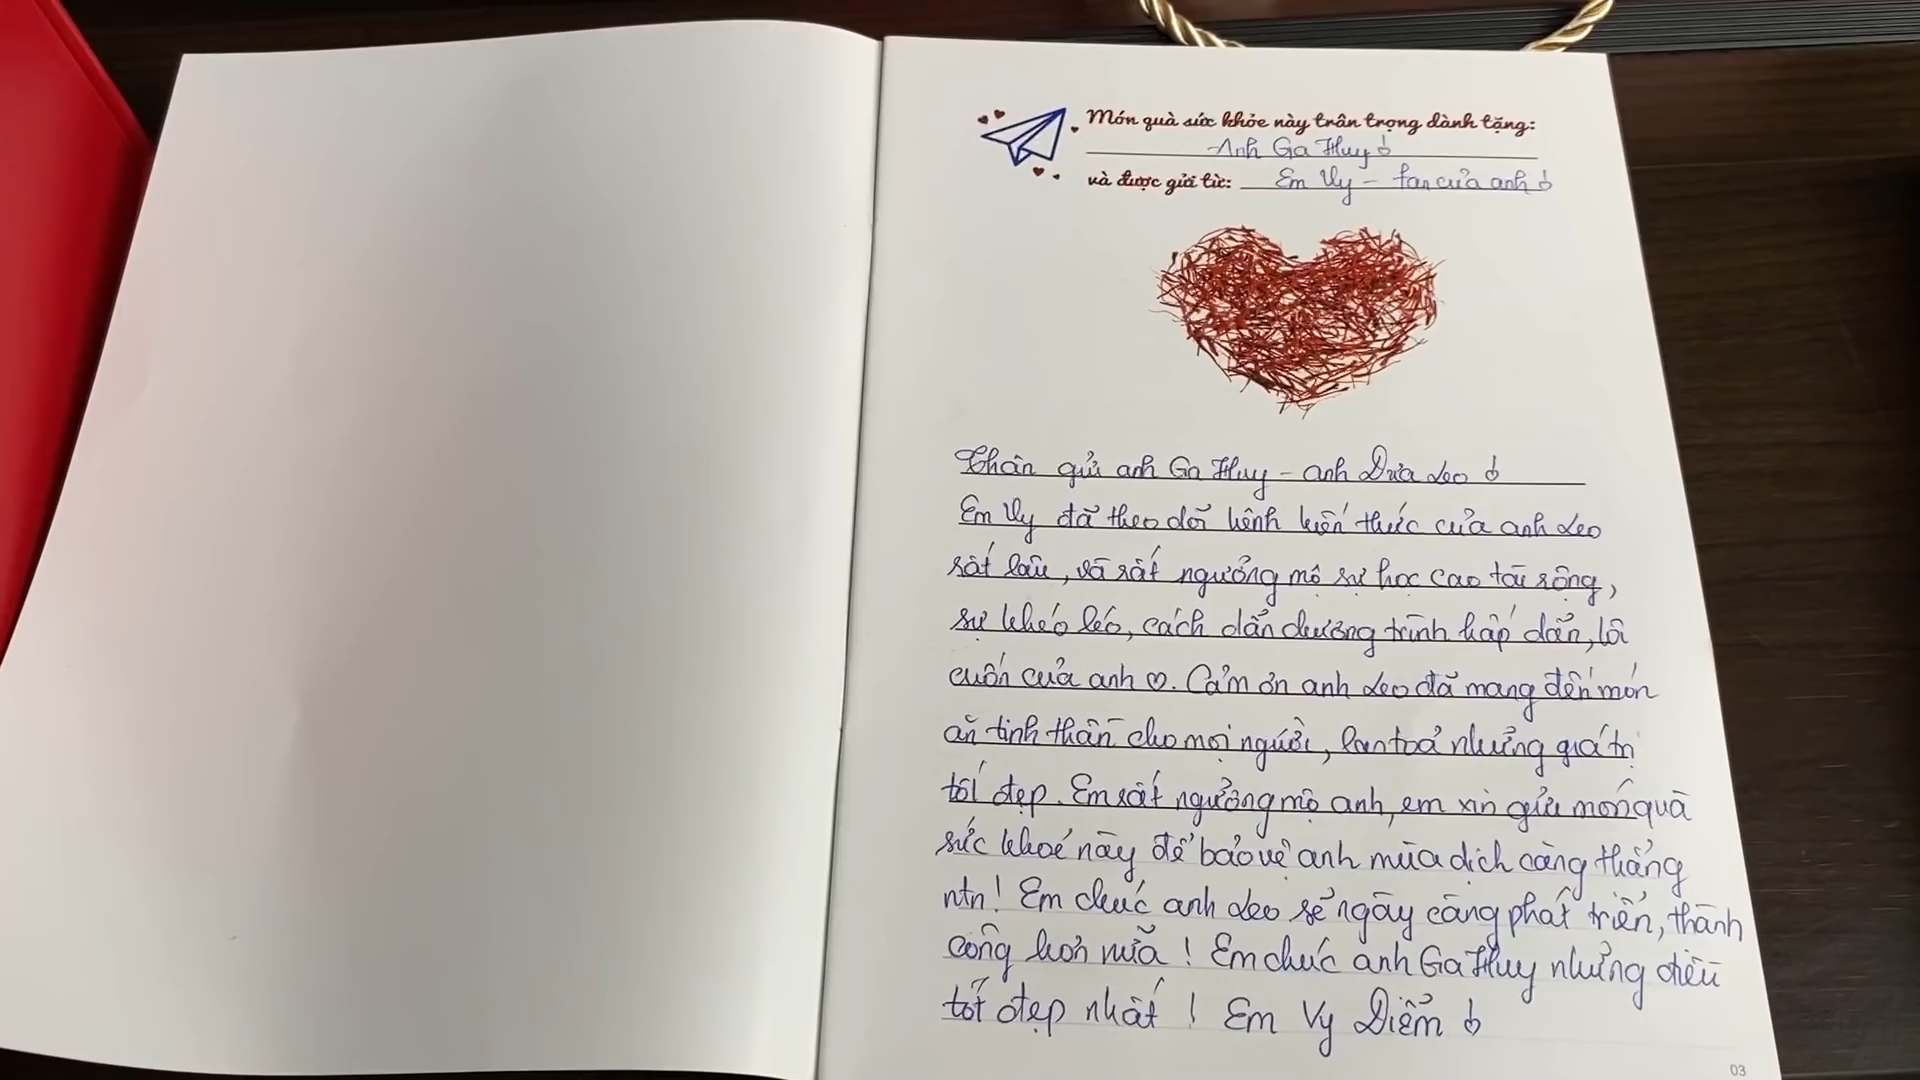 Món quà sức khỏe này trân trọng dành tặng:
Anh Ga Huy
và được gửi từ: Em Vy - fan của anh
Thân gửi anh Ga Huy - anh Dưa Leo
Em Vy đã theo dõi kênh kiến thức của anh Leo
rất lâu, và rất ngưỡng mộ sự học cao tài rộng,
sự khéo léo, cách dẫn chương trình hấp dẫn, lôi
cuốn của anh ♡. Cảm ơn anh Leo đã mang đến món
ăn tinh thần cho mọi người, lan toả những giá trị
tốt đẹp. Em rất ngưỡng mộ anh, em xin gửi món quà
sức khoẻ này để bảo vệ anh mùa dịch căng thẳng
ntn! Em chúc anh Leo sẽ ngày càng phát triển, thành
công hơn nữa! Em chúc anh Ga Huy những điều
tốt đẹp nhất! Em Vy Diễm
03